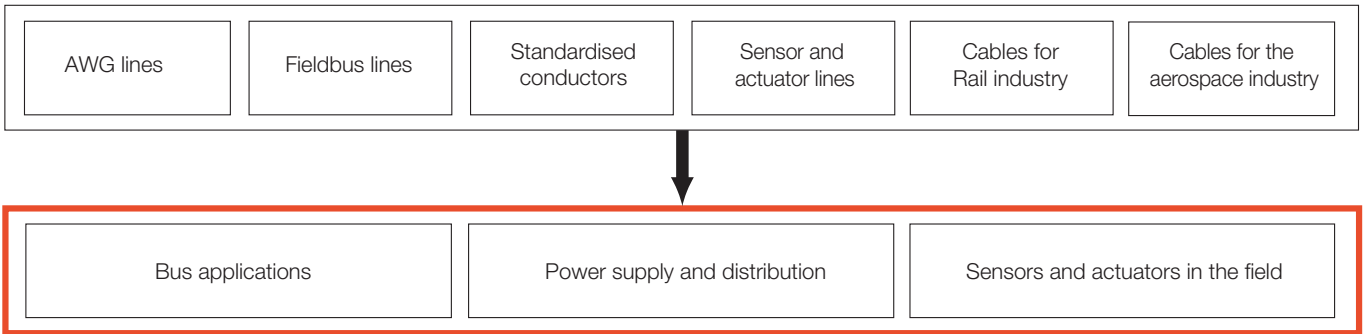 AWG lines
Fieldbus lines
Standardised
conductors
Sensor and
actuator lines
Cables for
Rail industry
Cables for the
aerospace industry
Bus applications
Power supply and distribution
Sensors and actuators in the field